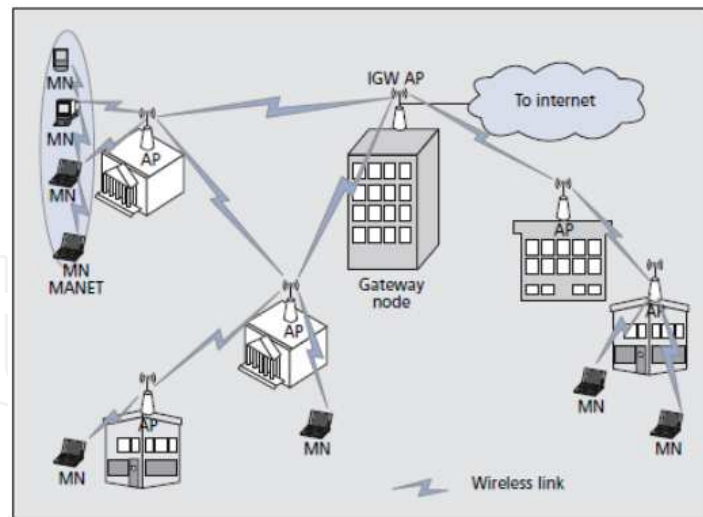 IGW AP
MN
To internet
MN
AP
MN
AP
MN
MANET
Gateway
node
AP
AP
MN
AP
MN
MN
MN
MN
Wireless link